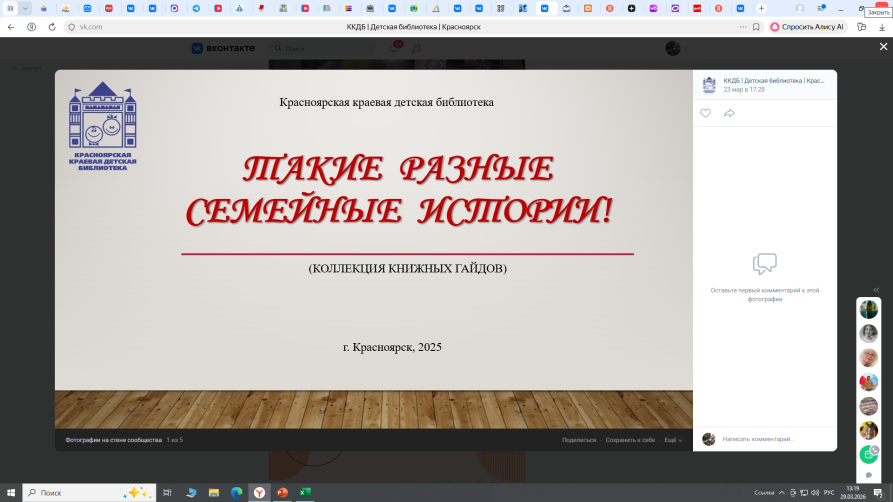 33
Закрыть
vk.com
ККДБ | Детская библиотека | Красноярск
Спросить Алису AI
вконтакте
Поиск
КРАСНОЯРСКАЯ
КРАЕВАЯ ДЕТСКАЯ
БИБЛИОТЕКА
Красноярская краевая детская библиотека
ТАКИЕ РАЗНЫЕ
СЕМЕЙНЫЕ ИСТОРИИ!
(КОЛЛЕКЦИЯ КНИЖНЫХ ГАЙДОВ)
г. Красноярск, 2025
ККДБ | Детская библиотека | Крас...
23 мар в 17:28
Оставьте первый комментарий к этой
фотографии
Написать комментарий...
Фотографии на стене сообщества 1 из 5
Поделиться Сохранить к себе Ещё
Поиск
Ссылки
РУС
13:19
29.03.2026